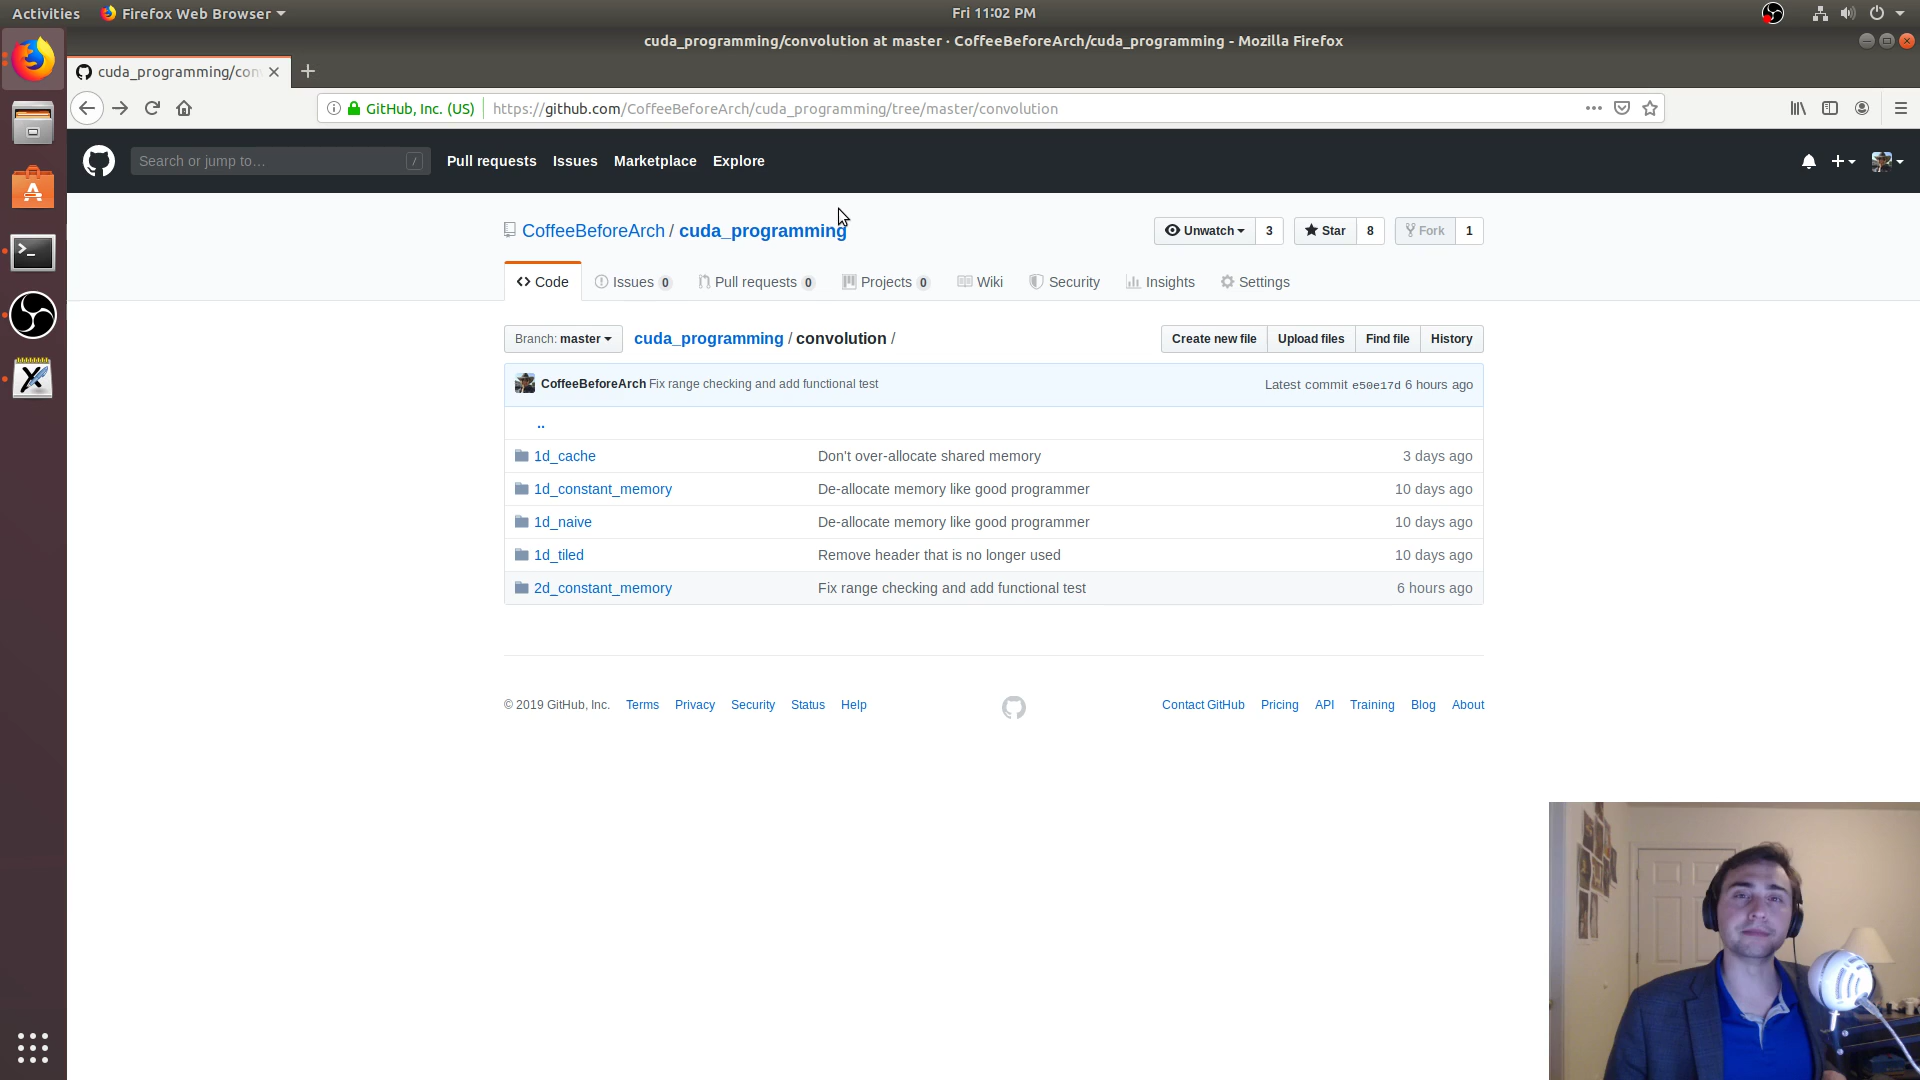 Activities Firefox Web Browser Fri 11:02 PM
cuda_programming/convolution at master · CoffeeBeforeArch/cuda_programming - Mozilla Firefox
cuda_programming/con
GitHub, Inc. (US) https://github.com/CoffeeBeforeArch/cuda_programming/tree/master/convolution
Search or jump to… / Pull requests Issues Marketplace Explore
CoffeeBeforeArch / cuda_programming Unwatch 3 Star 8 Fork 1
Code Issues 0 Pull requests 0 Projects 0 Wiki Security Insights Settings
Branch: master cuda_programming / convolution / Create new file Upload files Find file History
CoffeeBeforeArch Fix range checking and add functional test Latest commit e50e17d 6 hours ago
..
1d_cache Don't over-allocate shared memory 3 days ago
1d_constant_memory De-allocate memory like good programmer 10 days ago
1d_naive De-allocate memory like good programmer 10 days ago
1d_tiled Remove header that is no longer used 10 days ago
2d_constant_memory Fix range checking and add functional test 6 hours ago
© 2019 GitHub, Inc. Terms Privacy Security Status Help Contact GitHub Pricing API Training Blog About